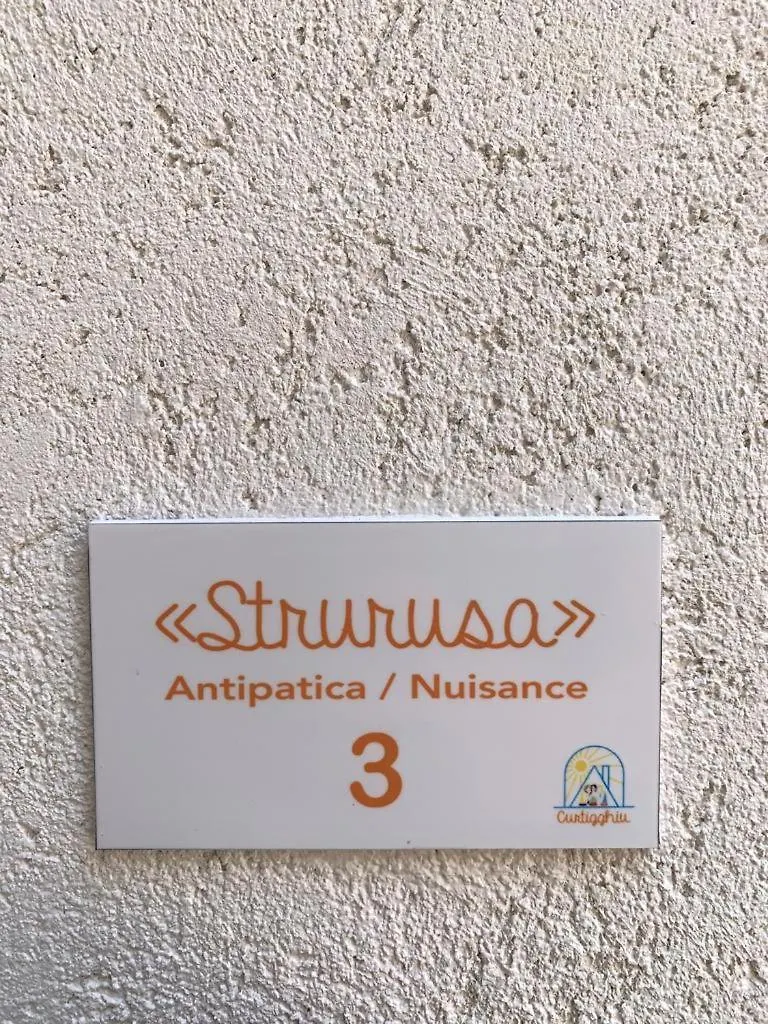 «Strurusa»
Antipatica / Nuisance
3
Curtigghiu